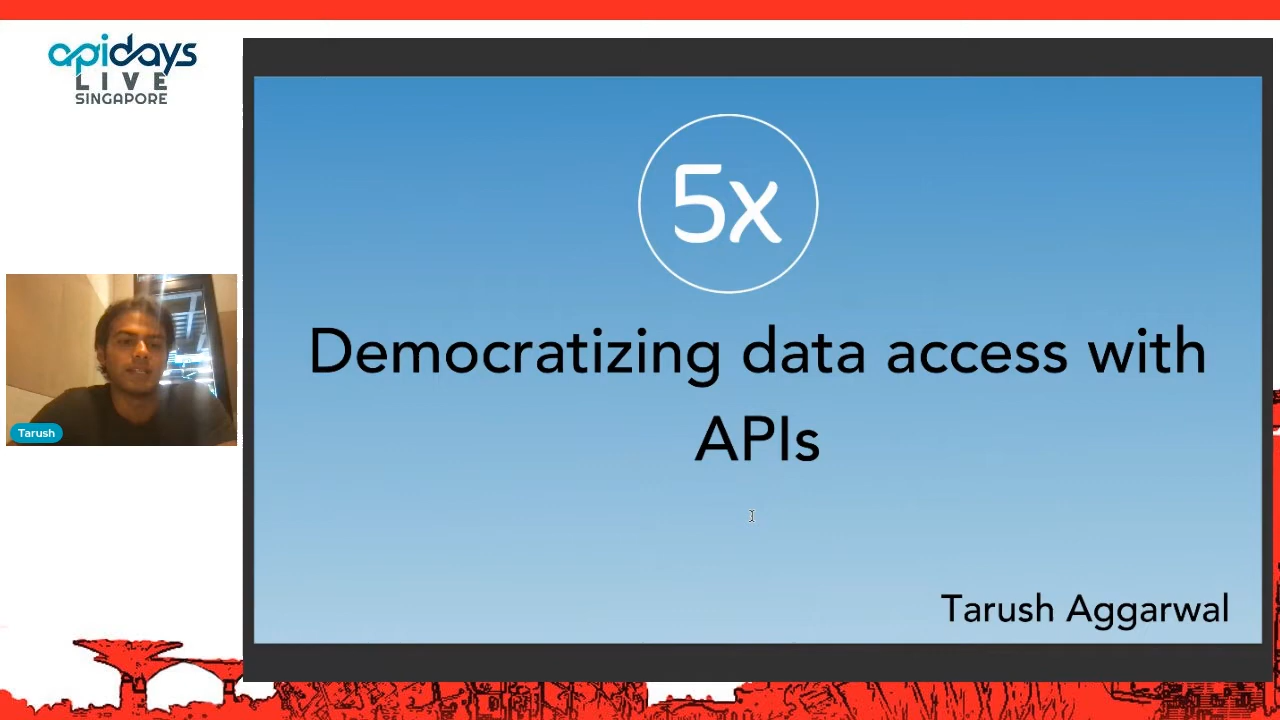 apidays
LIVE
SINGAPORE
5x
Democratizing data access with
APIs
Tarush
Tarush Aggarwal